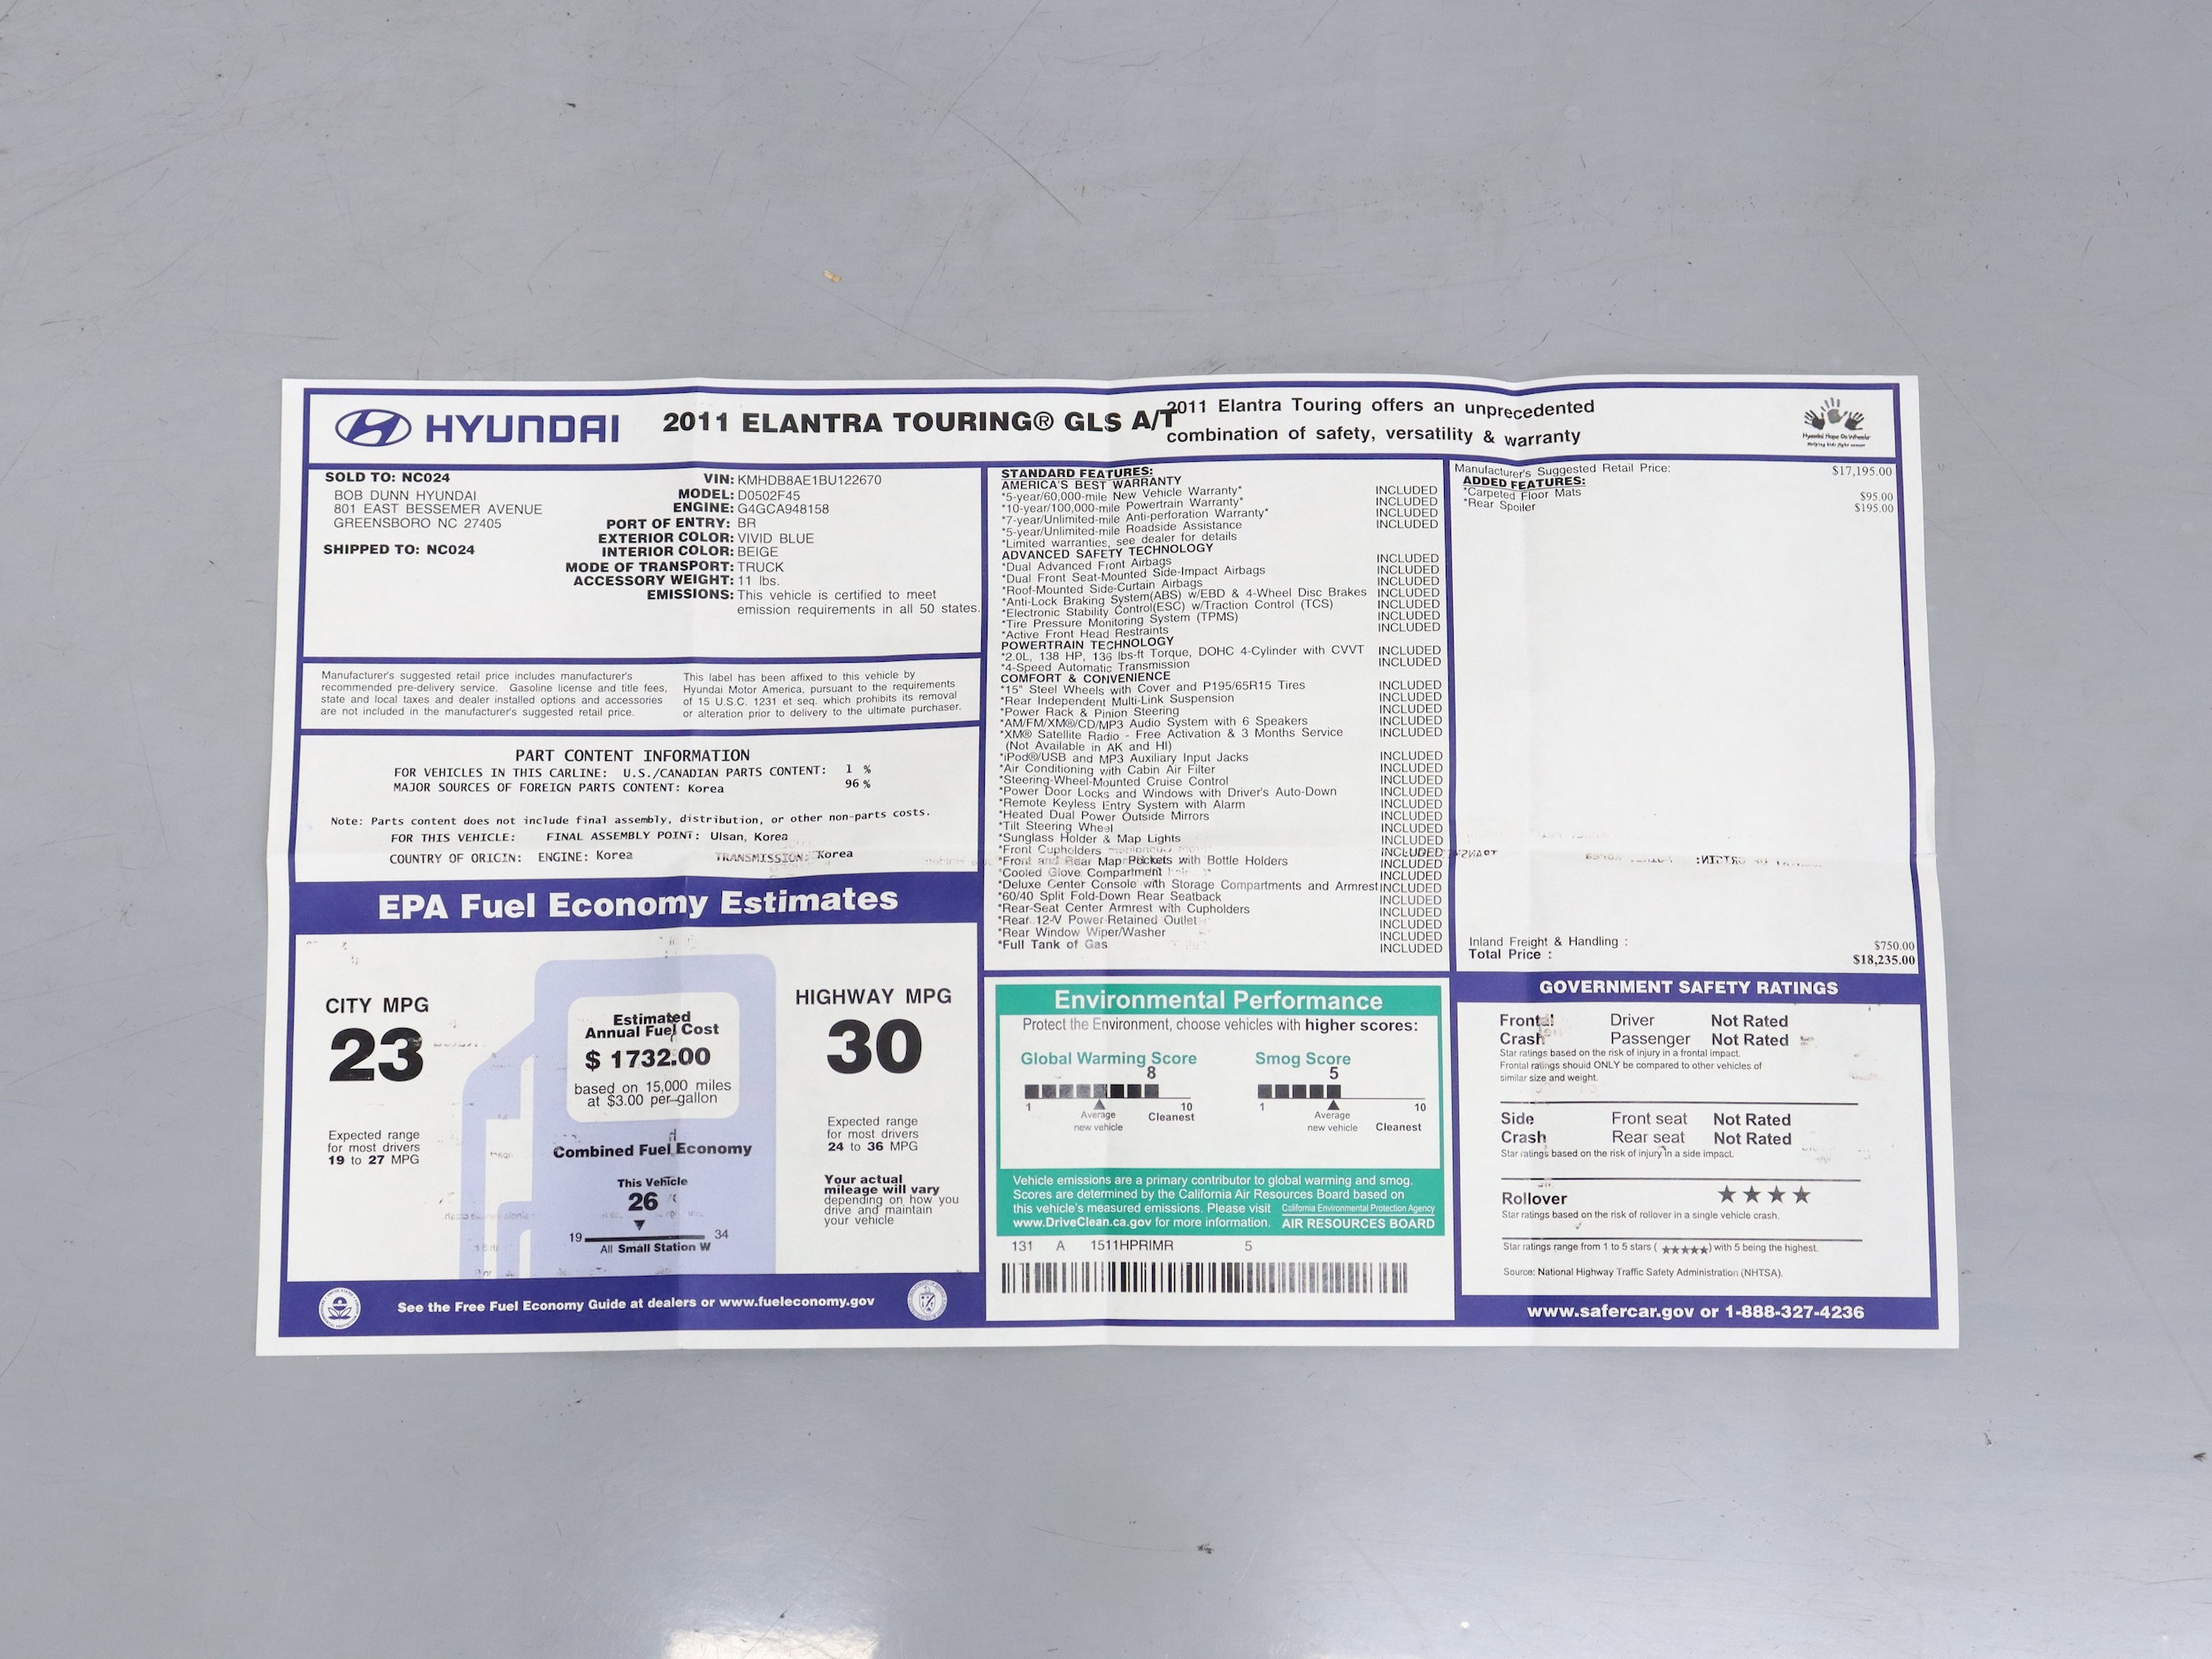 HYUNDAI
2011 ELANTRA TOURING® GLS A/T
2011 Elantra Touring offers an unprecedented
combination of safety, versatility & warranty
Hyundai Hope On Wheels
Helping kids fight cancer
SOLD TO: NC024
BOB DUNN HYUNDAI
801 EAST BESSEMER AVENUE
GREENSBORO NC 27405
SHIPPED TO: NC024
VIN: KMHDB8AE1BU122670
MODEL: D0502F45
ENGINE: G4GCA948158
PORT OF ENTRY: BR
EXTERIOR COLOR: VIVID BLUE
INTERIOR COLOR: BEIGE
MODE OF TRANSPORT: TRUCK
ACCESSORY WEIGHT: 11 lbs.
EMISSIONS: This vehicle is certified to meet
emission requirements in all 50 states.
Manufacturer's suggested retail price includes manufacturer's
recommended pre-delivery service. Gasoline license and title fees,
state and local taxes and dealer installed options and accessories
are not included in the manufacturer's suggested retail price.
This label has been affixed to this vehicle by
Hyundai Motor America, pursuant to the requirements
of 15 U.S.C. 1231 et seq. which prohibits its removal
or alteration prior to delivery to the ultimate purchaser.
PART CONTENT INFORMATION
FOR VEHICLES IN THIS CARLINE: U.S./CANADIAN PARTS CONTENT: 1 %
MAJOR SOURCES OF FOREIGN PARTS CONTENT: Korea 96 %
Note: Parts content does not include final assembly, distribution, or other non-parts costs.
FOR THIS VEHICLE: FINAL ASSEMBLY POINT: Ulsan, Korea
COUNTRY OF ORIGIN: ENGINE: Korea TRANSMISSION: Korea
EPA Fuel Economy Estimates
CITY MPG
23
Expected range
for most drivers
19 to 27 MPG
Estimated
Annual Fuel Cost
$ 1732.00
based on 15,000 miles
at $3.00 per gallon
Combined Fuel Economy
This Vehicle
26
19 34
All Small Station W
HIGHWAY MPG
30
Expected range
for most drivers
24 to 36 MPG
Your actual
mileage will vary
depending on how you
drive and maintain
your vehicle
See the Free Fuel Economy Guide at dealers or www.fueleconomy.gov
STANDARD FEATURES:
AMERICA'S BEST WARRANTY
*5-year/60,000-mile New Vehicle Warranty* INCLUDED
*10-year/100,000-mile Powertrain Warranty* INCLUDED
*7-year/Unlimited-mile Anti-perforation Warranty* INCLUDED
*5-year/Unlimited-mile Roadside Assistance INCLUDED
*Limited warranties, see dealer for details
ADVANCED SAFETY TECHNOLOGY
*Dual Advanced Front Airbags INCLUDED
*Dual Front Seat-Mounted Side-Impact Airbags INCLUDED
*Roof-Mounted Side-Curtain Airbags INCLUDED
*Anti-Lock Braking System(ABS) w/EBD & 4-Wheel Disc Brakes INCLUDED
*Electronic Stability Control(ESC) w/Traction Control (TCS) INCLUDED
*Tire Pressure Monitoring System (TPMS) INCLUDED
*Active Front Head Restraints INCLUDED
POWERTRAIN TECHNOLOGY
*2.0L, 138 HP, 136 lbs-ft Torque, DOHC 4-Cylinder with CVVT INCLUDED
*4-Speed Automatic Transmission INCLUDED
COMFORT & CONVENIENCE
*15" Steel Wheels with Cover and P195/65R15 Tires INCLUDED
*Rear Independent Multi-Link Suspension INCLUDED
*Power Rack & Pinion Steering INCLUDED
*AM/FM/XM®/CD/MP3 Audio System with 6 Speakers INCLUDED
*XM® Satellite Radio - Free Activation & 3 Months Service INCLUDED
(Not Available in AK and HI)
*iPod®/USB and MP3 Auxiliary Input Jacks INCLUDED
*Air Conditioning with Cabin Air Filter INCLUDED
*Steering-Wheel-Mounted Cruise Control INCLUDED
*Power Door Locks and Windows with Driver's Auto-Down INCLUDED
*Remote Keyless Entry System with Alarm INCLUDED
*Heated Dual Power Outside Mirrors INCLUDED
*Tilt Steering Wheel INCLUDED
*Sunglass Holder & Map Lights INCLUDED
*Front Cupholders INCLUDED
*Front and Rear Map Pockets with Bottle Holders INCLUDED
*Cooled Glove Compartment INCLUDED
*Deluxe Center Console with Storage Compartments and Armrest INCLUDED
*60/40 Split Fold-Down Rear Seatback INCLUDED
*Rear-Seat Center Armrest with Cupholders INCLUDED
*Rear 12-V Power Retained Outlet INCLUDED
*Rear Window Wiper/Washer INCLUDED
*Full Tank of Gas INCLUDED
Environmental Performance
Protect the Environment, choose vehicles with higher scores:
Global Warming Score
8
1 10
Average
new vehicle
Cleanest
Smog Score
5
1 10
Average
new vehicle
Cleanest
Vehicle emissions are a primary contributor to global warming and smog.
Scores are determined by the California Air Resources Board based on
this vehicle's measured emissions. Please visit
www.DriveClean.ca.gov for more information.
California Environmental Protection Agency
AIR RESOURCES BOARD
131 A 1511HPRIMR 5
Manufacturer's Suggested Retail Price: $17,195.00
ADDED FEATURES:
*Carpeted Floor Mats $95.00
*Rear Spoiler $195.00
Inland Freight & Handling : $750.00
Total Price : $18,235.00
GOVERNMENT SAFETY RATINGS
Frontal Driver Not Rated
Crash Passenger Not Rated
Star ratings based on the risk of injury in a frontal impact.
Frontal ratings should ONLY be compared to other vehicles of
similar size and weight.
Side Front seat Not Rated
Crash Rear seat Not Rated
Star ratings based on the risk of injury in a side impact.
Rollover ★★★★
Star ratings based on the risk of rollover in a single vehicle crash.
Star ratings range from 1 to 5 stars (★★★★★) with 5 being the highest.
Source: National Highway Traffic Safety Administration (NHTSA).
www.safercar.gov or 1-888-327-4236